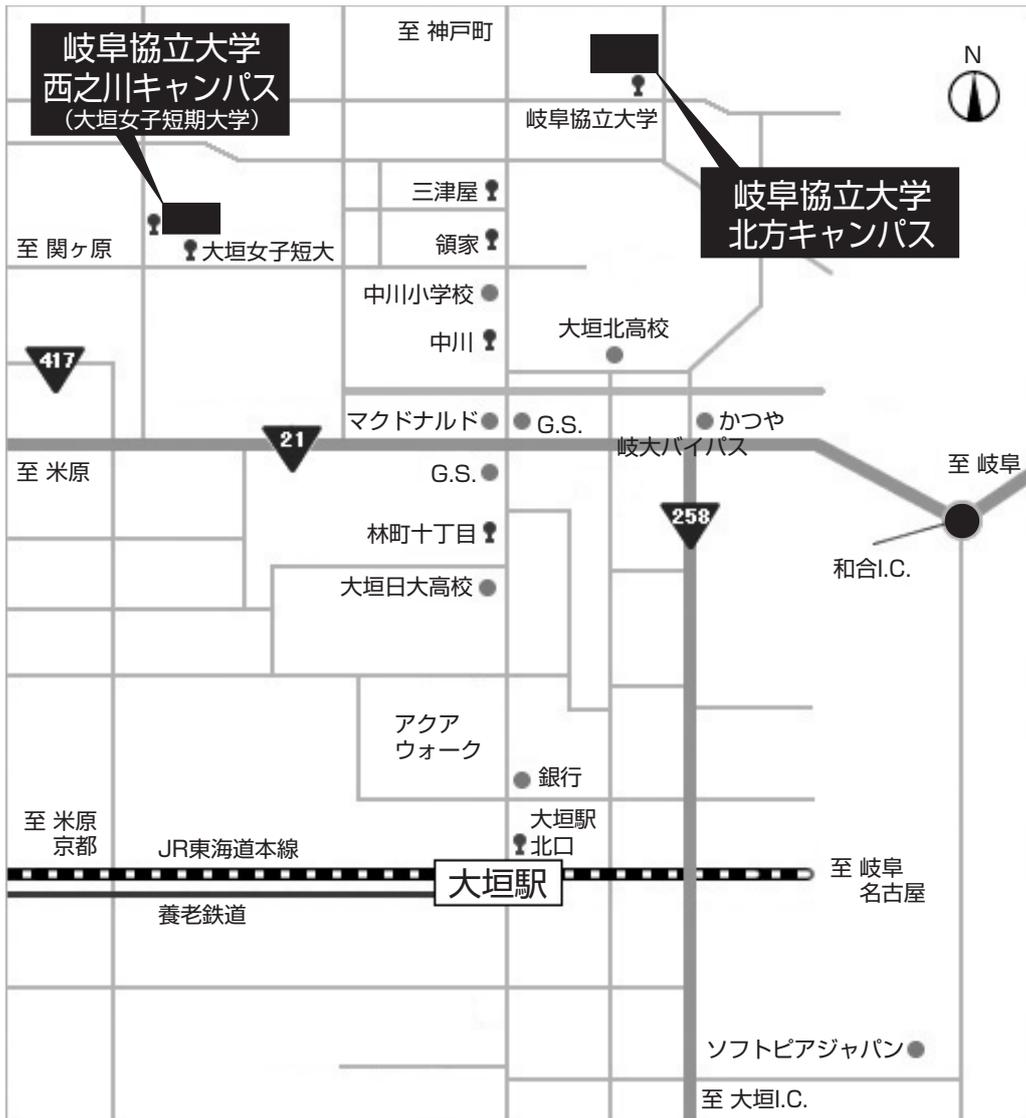 至 神戸町
岐阜協立大学
西之川キャンパス
(大垣女子短期大学)
N
岐阜協立大学
岐阜協立大学
北方キャンパス
三津屋
領家
至 関ヶ原
大垣女子短大
中川小学校
大垣北高校
中川
417
マクドナルド
G.S.
かつや
21
岐大バイパス
至 米原
G.S.
至 岐阜
258
林町十丁目
和合I.C.
大垣日大高校
アクア
ウォーク
銀行
至 米原
京都
大垣駅
北口
JR東海道本線
大垣駅
至 岐阜
名古屋
養老鉄道
ソフトピアジャパン
至 大垣I.C.